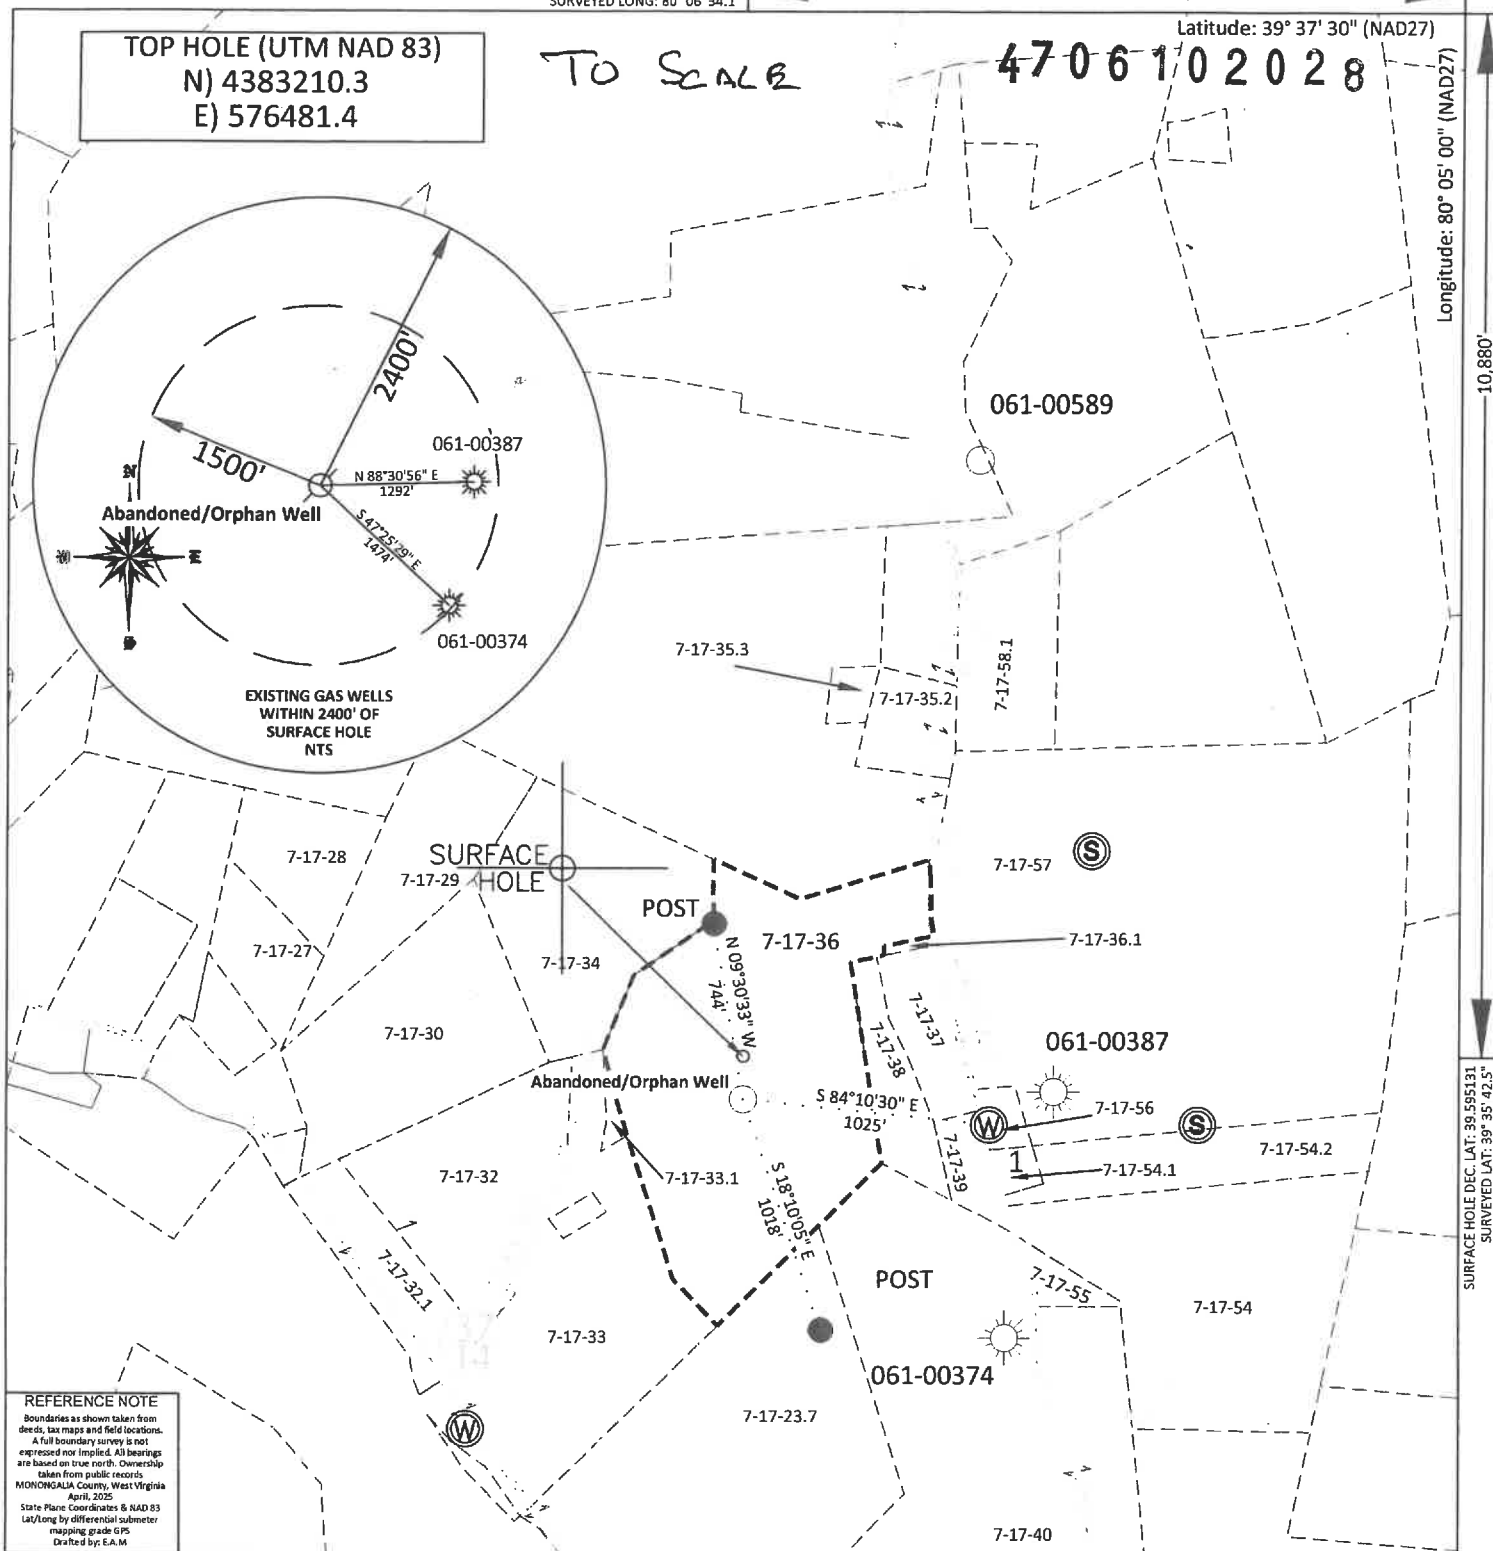 SURVEYED LONG: 80° 06' 54.1"
TOP HOLE (UTM NAD 83)
N) 4383210.3
E) 576481.4
TO SCALE
Latitude: 39° 37' 30" (NAD27)
4706102028
Longitude: 80° 05' 00" (NAD27)
10,880'
2400'
1500'
061-00387
N 88°30'56" E
1292'
N
Abandoned/Orphan Well
S 47°25'29" E
1474'
061-00374
EXISTING GAS WELLS
WITHIN 2400' OF
SURFACE HOLE
NTS
061-00589
7-17-35.3
7-17-35.2
7-17-58.1
7-17-28
SURFACE
HOLE
7-17-29
7-17-57
S
POST
7-17-36
7-17-36.1
7-17-27
7-17-34
N 09°30'33" W
744'
7-17-37
7-17-30
7-17-38
061-00387
Abandoned/Orphan Well
S 84°10'30" E
1025'
W
7-17-56
S
7-17-54.2
7-17-39
1
7-17-54.1
7-17-32
7-17-33.1
S 18°10'05" E
1018'
7-17-32.1
POST
7-17-55
7-17-54
7-17-33
061-00374
7-17-23.7
W
7-17-40
SURFACE HOLE DEC. LAT: 39.595131
SURVEYED LAT: 39° 35' 42.5"
REFERENCE NOTE
Boundaries as shown taken from
deeds, tax maps and field locations.
A full boundary survey is not
expressed nor implied. All bearings
are based on true north. Ownership
taken from public records
MONONGALIA County, West Virginia
April, 2025
State Plane Coordinates & NAD 83
Lat/Long by differential submeter
mapping grade GPS
Drafted by: E.A.M